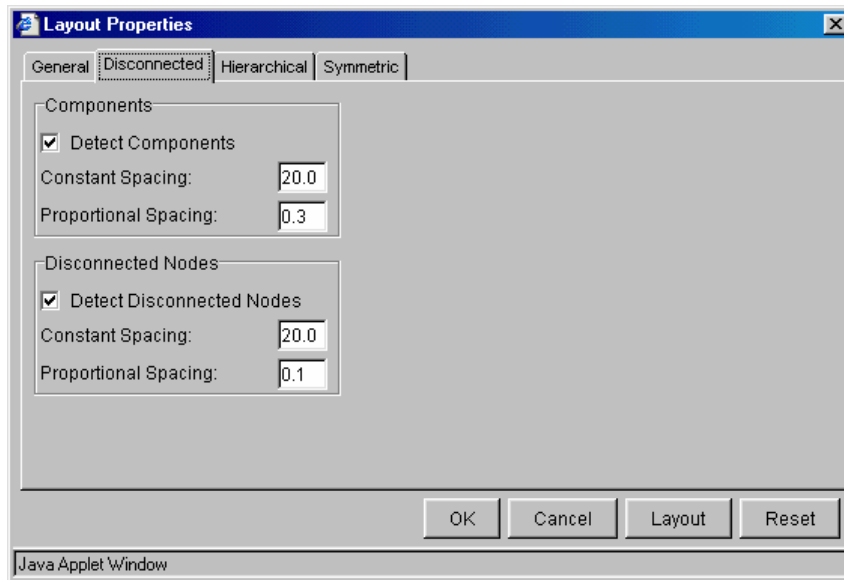 Layout Properties
General Disconnected Hierarchical Symmetric
Components
Detect Components
Constant Spacing: 20.0
Proportional Spacing: 0.3
Disconnected Nodes
Detect Disconnected Nodes
Constant Spacing: 20.0
Proportional Spacing: 0.1
OK Cancel Layout Reset
Java Applet Window